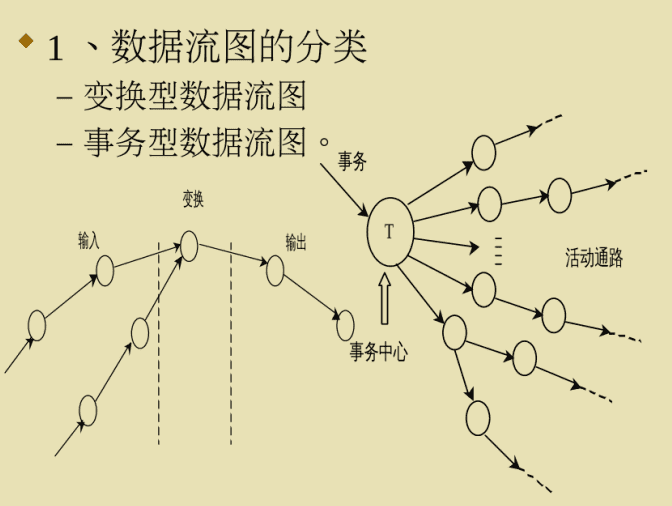 1、数据流图的分类
– 变换型数据流图
– 事务型数据流图。
事务
变换
输入
输出
T
活动通路
事务中心